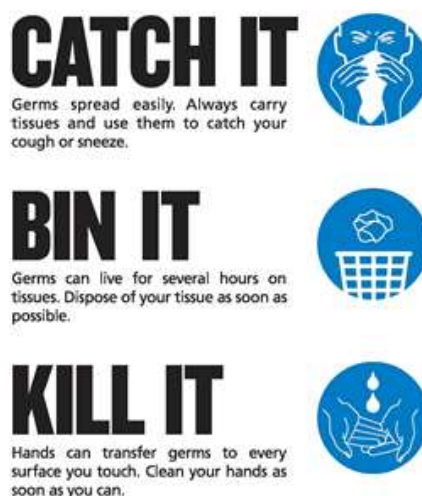 CATCH IT
Germs spread easily. Always carry
tissues and use them to catch your
cough or sneeze.
BIN IT
Germs can live for several hours on
tissues. Dispose of your tissue as soon as
possible.
KILL IT
Hands can transfer germs to every
surface you touch. Clean your hands as
soon as you can.